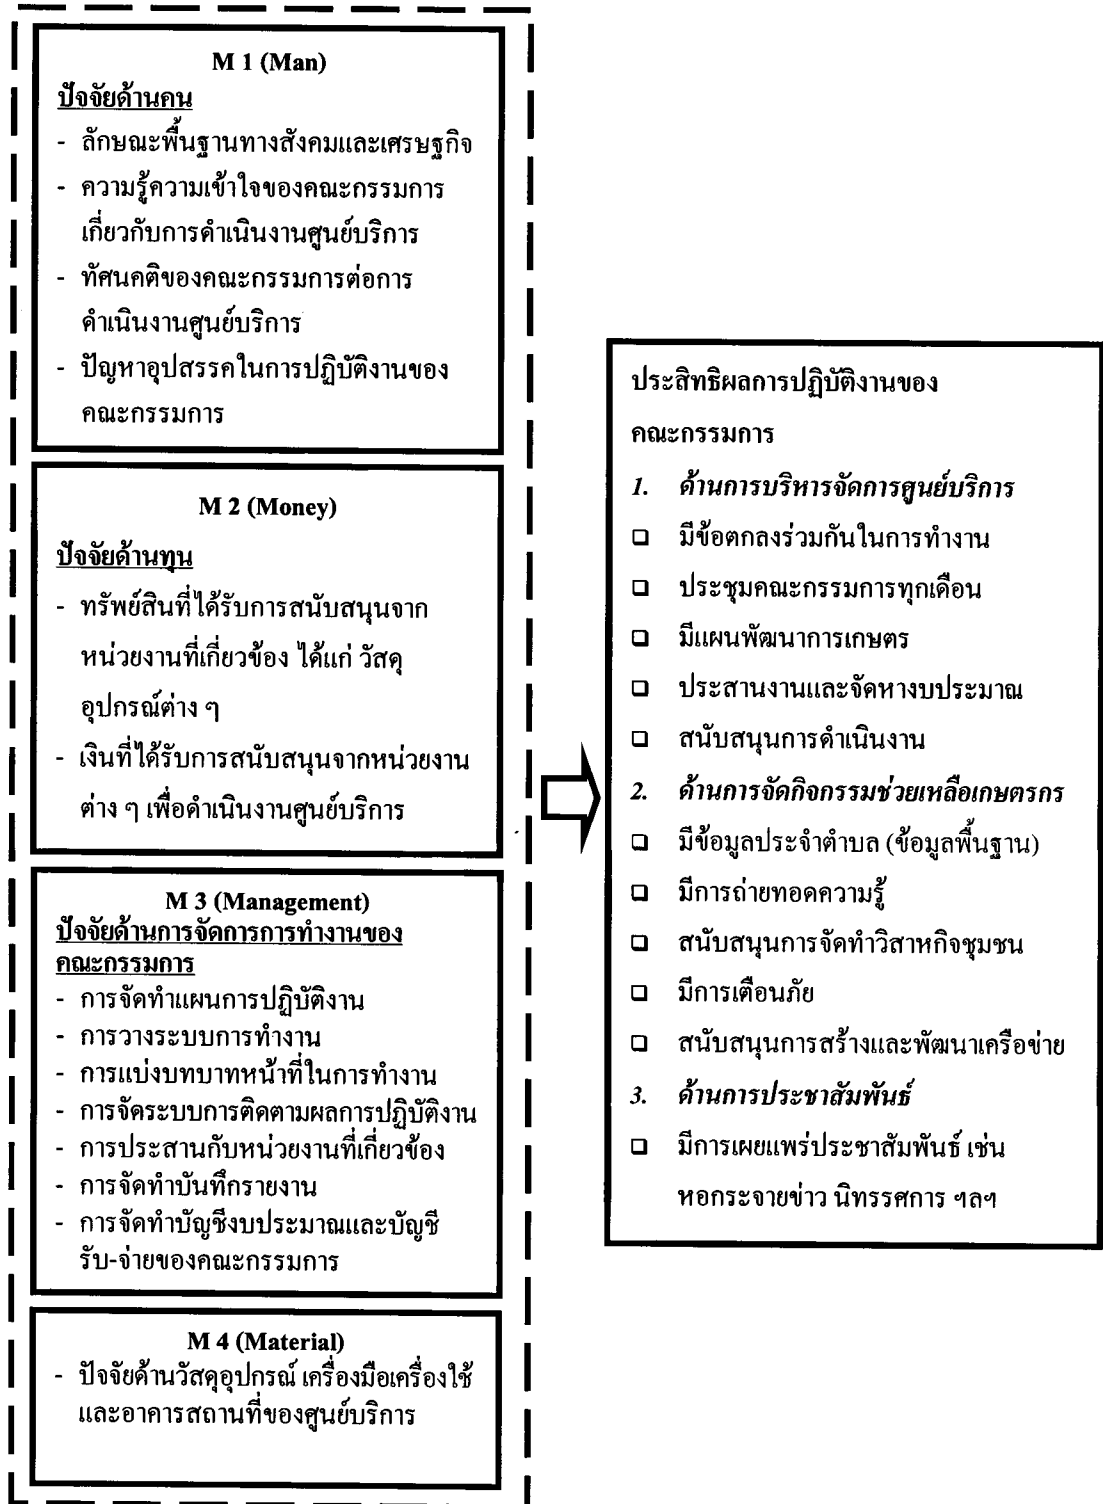 M 1 (Man)
ปัจจัยด้านคน
- ลักษณะพื้นฐานทางสังคมและเศรษฐกิจ
- ความรู้ความเข้าใจของคณะกรรมการ
เกี่ยวกับการดำเนินงานศูนย์บริการ
- ทัศนคติของคณะกรรมการต่อการ
ดำเนินงานศูนย์บริการ
- ปัญหาอุปสรรคในการปฏิบัติงานของ
คณะกรรมการ
M 2 (Money)
ปัจจัยด้านทุน
- ทรัพย์สินที่ได้รับการสนับสนุนจาก
หน่วยงานที่เกี่ยวข้อง ได้แก่ วัสดุ
อุปกรณ์ต่าง ๆ
- เงินที่ได้รับการสนับสนุนจากหน่วยงาน
ต่าง ๆ เพื่อดำเนินงานศูนย์บริการ
M 3 (Management)
ปัจจัยด้านการจัดการการทำงานของ
คณะกรรมการ
- การจัดทำแผนการปฏิบัติงาน
- การวางระบบการทำงาน
- การแบ่งบทบาทหน้าที่ในการทำงาน
- การจัดระบบการติดตามผลการปฏิบัติงาน
- การประสานกับหน่วยงานที่เกี่ยวข้อง
- การจัดทำบันทึกรายงาน
- การจัดทำบัญชีงบประมาณและบัญชี
รับ-จ่ายของคณะกรรมการ
M 4 (Material)
- ปัจจัยด้านวัสดุอุปกรณ์ เครื่องมือเครื่องใช้
และอาคารสถานที่ของศูนย์บริการ
ประสิทธิผลการปฏิบัติงานของ
คณะกรรมการ
1. ด้านการบริหารจัดการศูนย์บริการ
❑ มีข้อตกลงร่วมกันในการทำงาน
❑ ประชุมคณะกรรมการทุกเดือน
❑ มีแผนพัฒนาการเกษตร
❑ ประสานงานและจัดหางบประมาณ
❑ สนับสนุนการดำเนินงาน
2. ด้านการจัดกิจกรรมช่วยเหลือเกษตรกร
❑ มีข้อมูลประจำตำบล (ข้อมูลพื้นฐาน)
❑ มีการถ่ายทอดความรู้
❑ สนับสนุนการจัดทำวิสาหกิจชุมชน
❑ มีการเตือนภัย
❑ สนับสนุนการสร้างและพัฒนาเครือข่าย
3. ด้านการประชาสัมพันธ์
❑ มีการเผยแพร่ประชาสัมพันธ์ เช่น
หอกระจายข่าว นิทรรศการ ฯลฯ